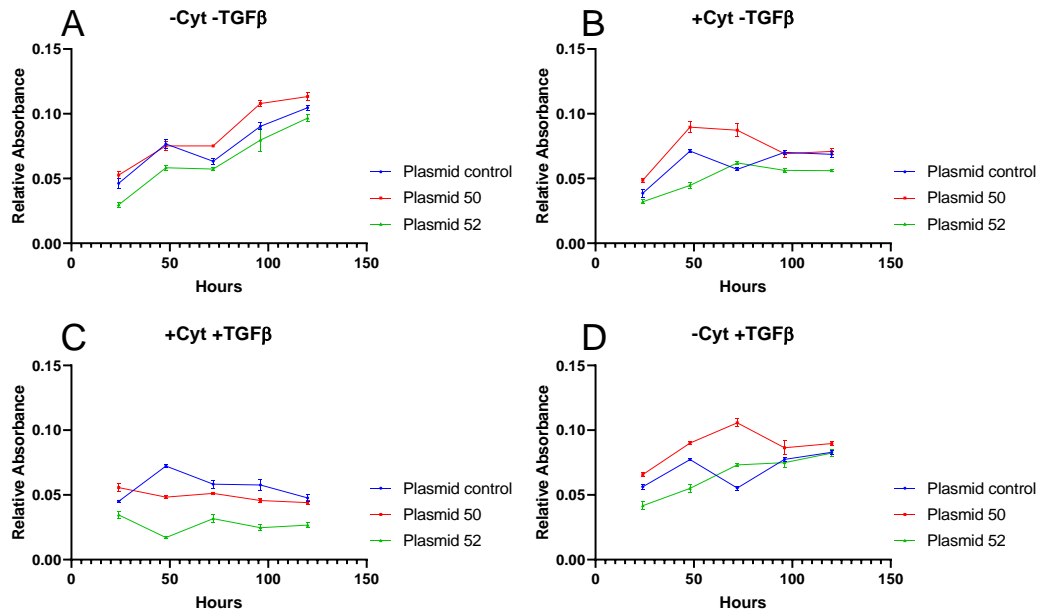 A
-Cyt -TGFβ
Relative Absorbance
0.15
0.10
0.05
0.00
0
50
100
150
Hours
Plasmid control
Plasmid 50
Plasmid 52
B
+Cyt -TGFβ
Relative Absorbance
0.15
0.10
0.05
0.00
0
50
100
150
Hours
Plasmid control
Plasmid 50
Plasmid 52
C
+Cyt +TGFβ
Relative Absorbance
0.15
0.10
0.05
0.00
0
50
100
150
Hours
Plasmid control
Plasmid 50
Plasmid 52
D
-Cyt +TGFβ
Relative Absorbance
0.15
0.10
0.05
0.00
0
50
100
150
Hours
Plasmid control
Plasmid 50
Plasmid 52